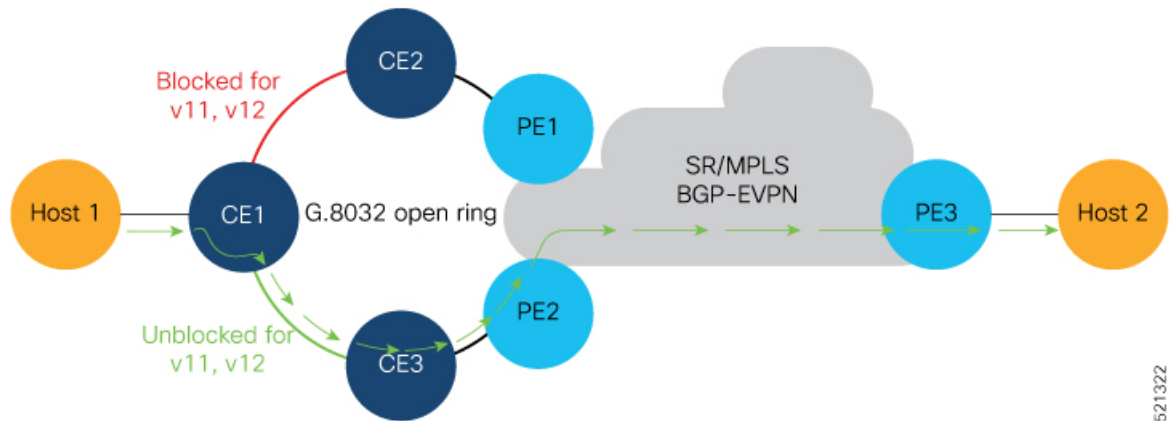 CE2
Blocked for
v11, v12
PE1
SR/MPLS
BGP-EVPN
Host 1
CE1
G.8032 open ring
PE3
Host 2
PE2
Unblocked for
v11, v12
CE3
521322